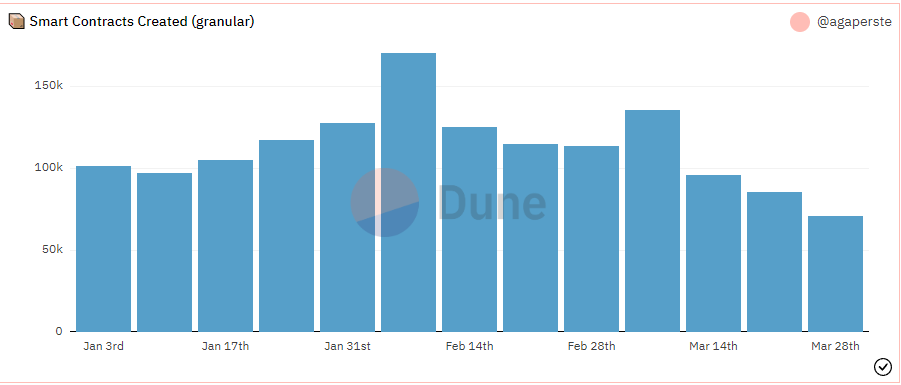 Smart Contracts Created (granular)
@agaperste
150k
100k
50k
0
Dune
Jan 3rd
Jan 17th
Jan 31st
Feb 14th
Feb 28th
Mar 14th
Mar 28th